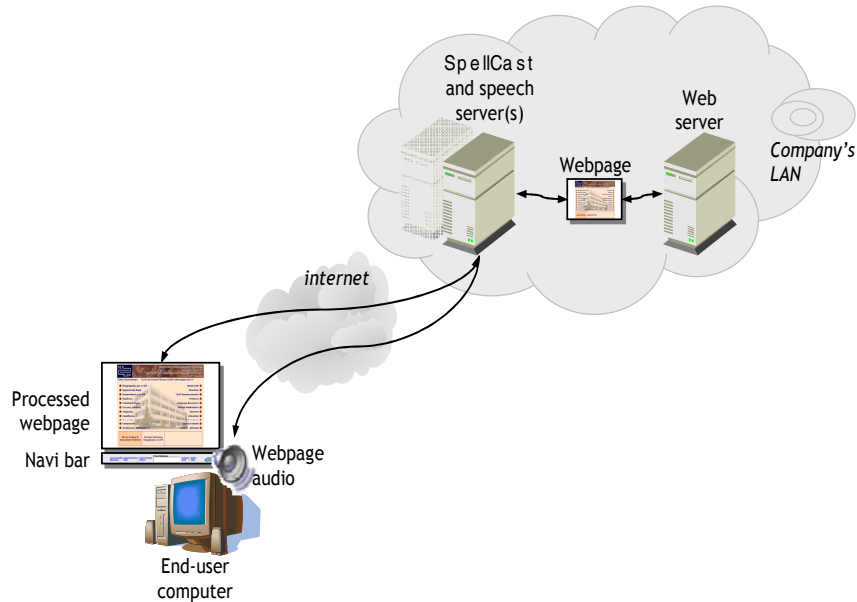 SpellCast
and speech
server(s)
Web
server
Company's
LAN
Webpage
internet
Processed
webpage
Navi bar
Webpage
audio
End-user
computer